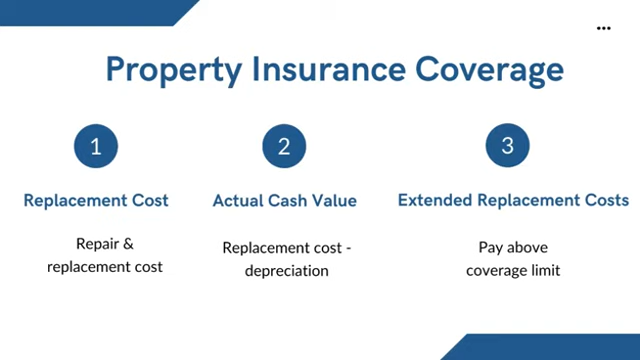 Property Insurance Coverage
1
Replacement Cost
Repair &
replacement cost
2
Actual Cash Value
Replacement cost -
depreciation
3
Extended Replacement Costs
Pay above
coverage limit